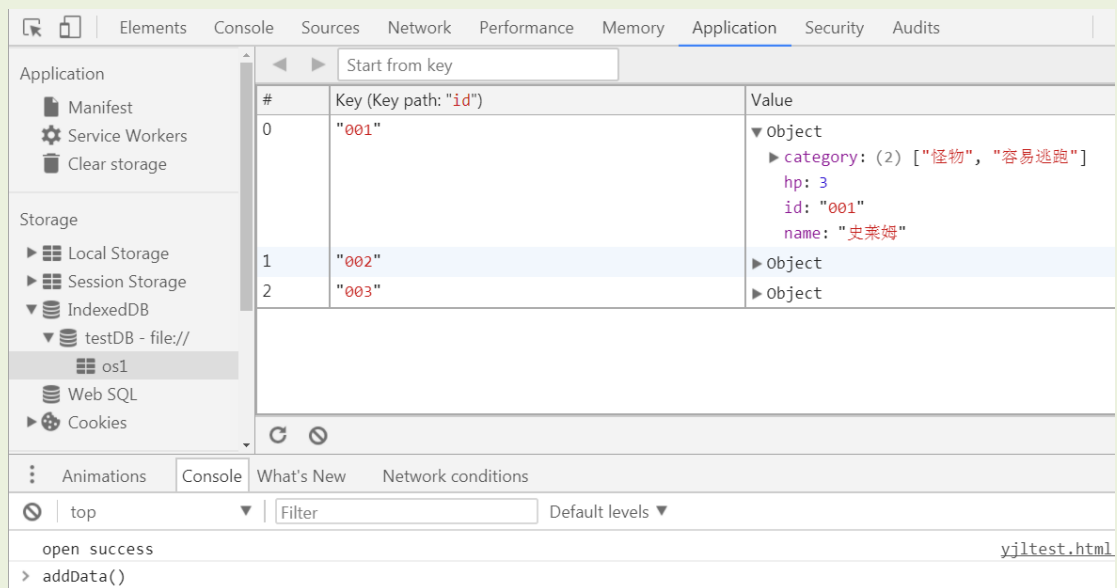 Elements Console Sources Network Performance Memory Application Security Audits
Application
Manifest
Service Workers
Clear storage
Storage
Local Storage
Session Storage
IndexedDB
testDB - file://
os1
Web SQL
Cookies
Start from key
# Key (Key path: "id") Value
0 "001" Object
category: (2) ["怪物", "容易逃跑"]
hp: 3
id: "001"
name: "史莱姆"
1 "002" Object
2 "003" Object
Animations Console What's New Network conditions
top Filter Default levels
open success yjltest.html
> addData()